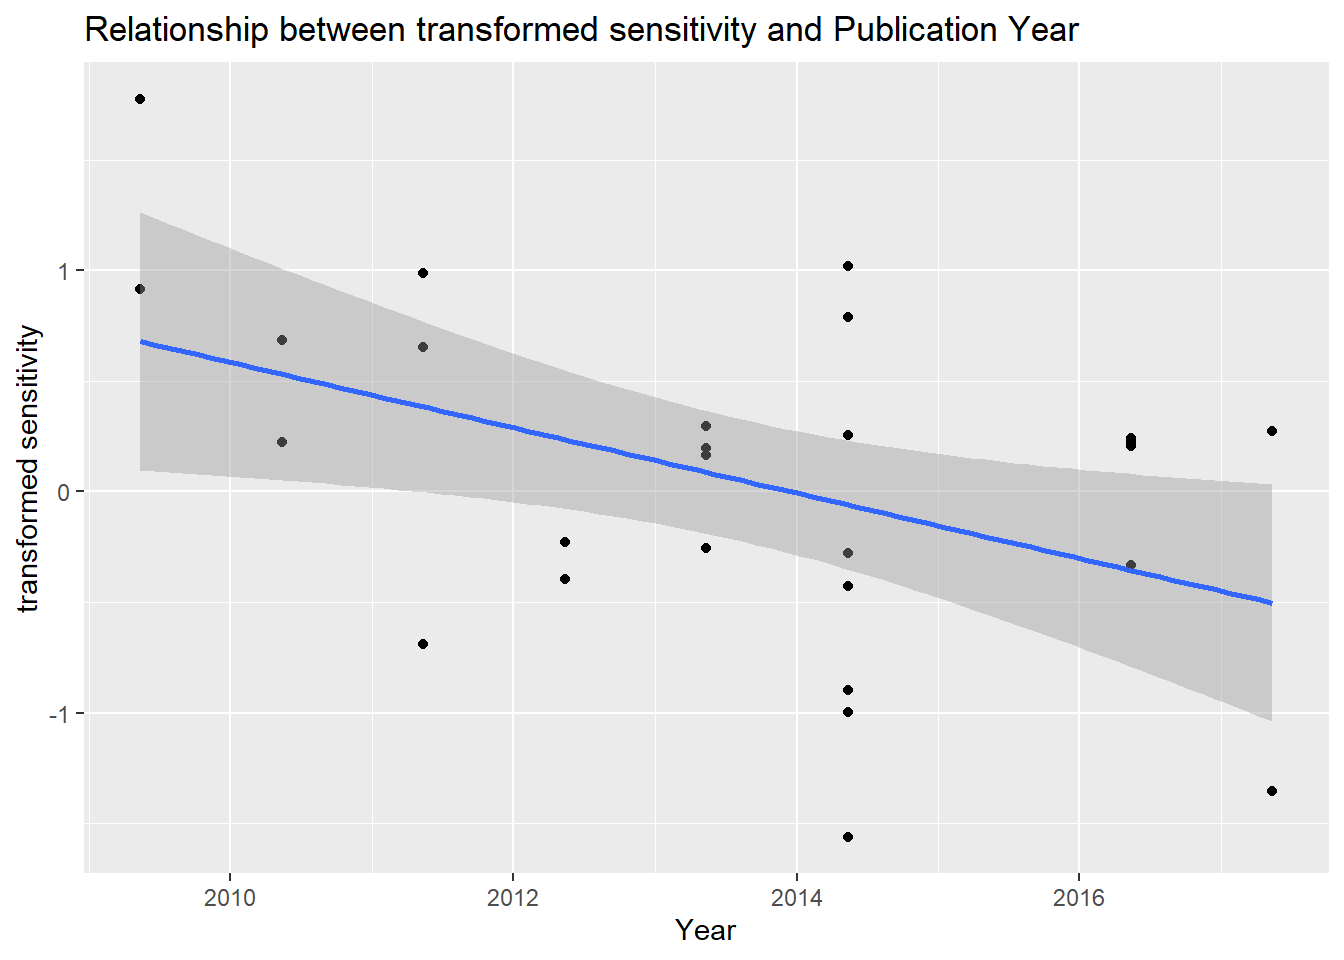 Relationship between transformed sensitivity and Publication Year
transformed sensitivity
1
0
-1
2010
2012
2014
2016
Year